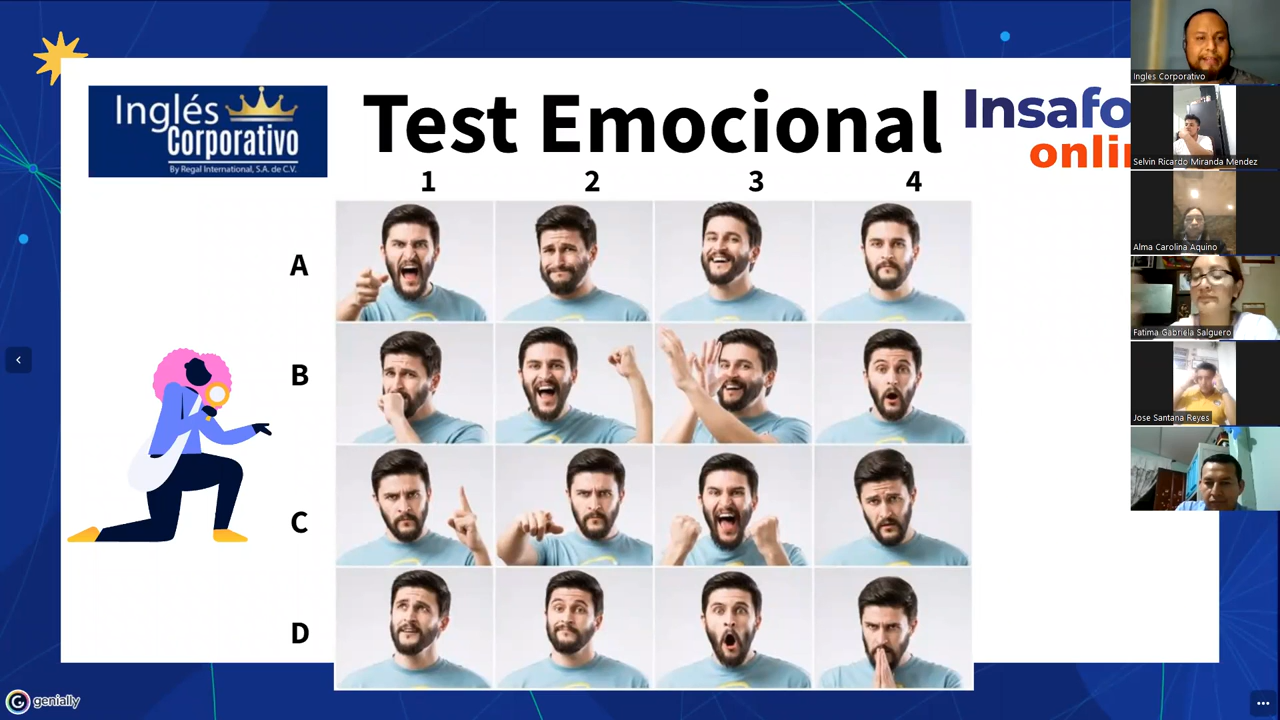 Inglés
Corporativo
By Regal International, S.A. de C.V.
Test Emocional
Insafo
onlin
1 2 3 4
A
B
C
D
Ingles Corporativo
Selvin Ricardo Miranda Mendez
Alma Carolina Aquino
Fatima Gabriela Salguero
Jose Santana Reyes
genially